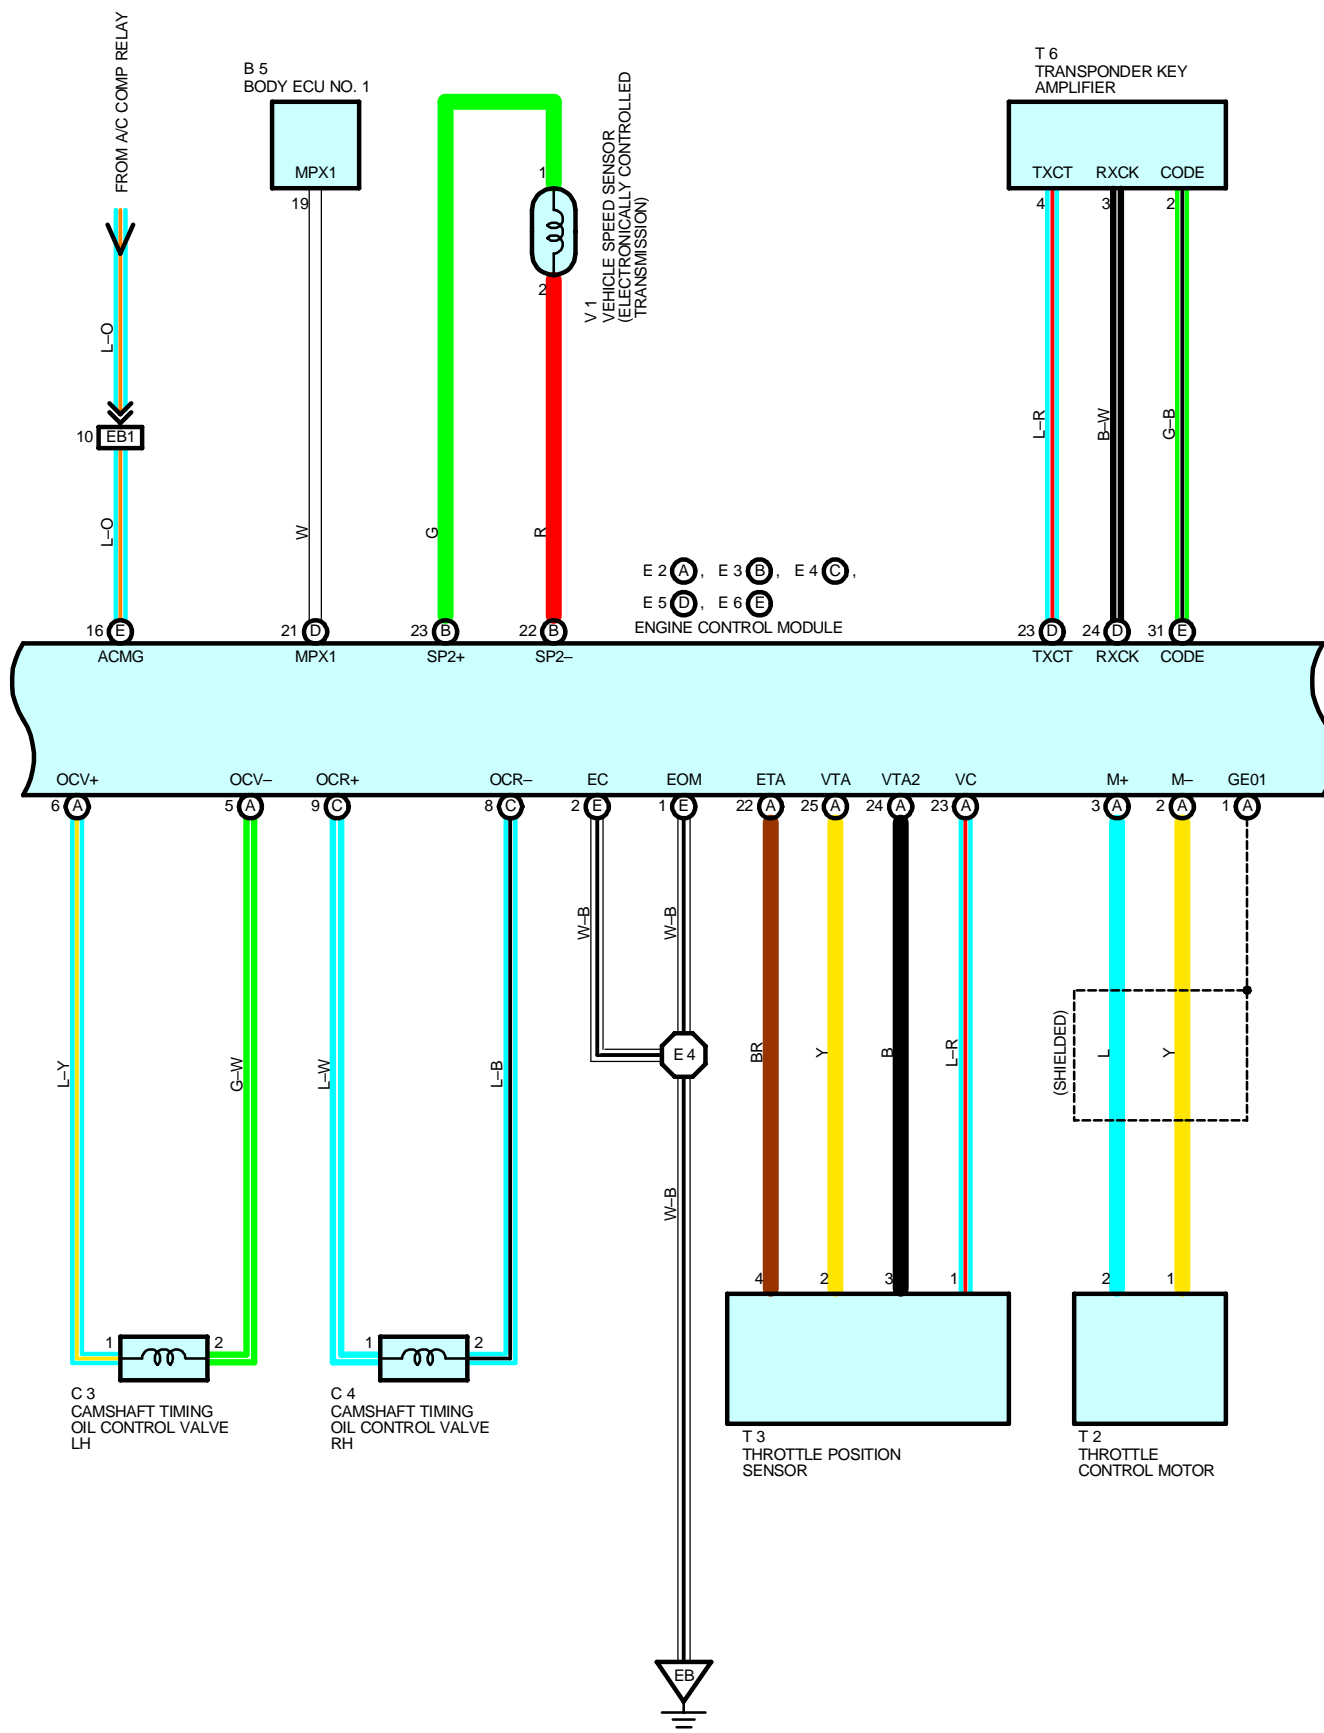 FROM A/C COMP RELAY
B 5
BODY ECU NO. 1
MPX1
19
1
2
V 1
VEHICLE SPEED SENSOR
(ELECTRONICALLY CONTROLLED
TRANSMISSION)
T 6
TRANSPONDER KEY
AMPLIFIER
TXCT RXCK CODE
4 3 2
L–O
10 EB1
L–O
W
G
R
L–R
B–W
G–B
E 2 A , E 3 B , E 4 C ,
E 5 D , E 6 E
ENGINE CONTROL MODULE
16 E 21 D 23 B 22 B 23 D 24 D 31 E
ACMG MPX1 SP2+ SP2– TXCT RXCK CODE
OCV+ OCV– OCR+ OCR– EC EOM ETA VTA VTA2 VC M+ M– GE01
6 A 5 A 9 C 8 C 2 E 1 E 22 A 25 A 24 A 23 A 3 A 2 A 1 A
W–B
W–B
L–Y
G–W
L–W
L–B
E 4
BR
Y
B
L–R
(SHIELDED)
L
Y
W–B
4 2 3 1 2 1
1 2
1 2
C 3
CAMSHAFT TIMING
OIL CONTROL VALVE
LH
C 4
CAMSHAFT TIMING
OIL CONTROL VALVE
RH
T 3
THROTTLE POSITION
SENSOR
T 2
THROTTLE
CONTROL MOTOR
EB